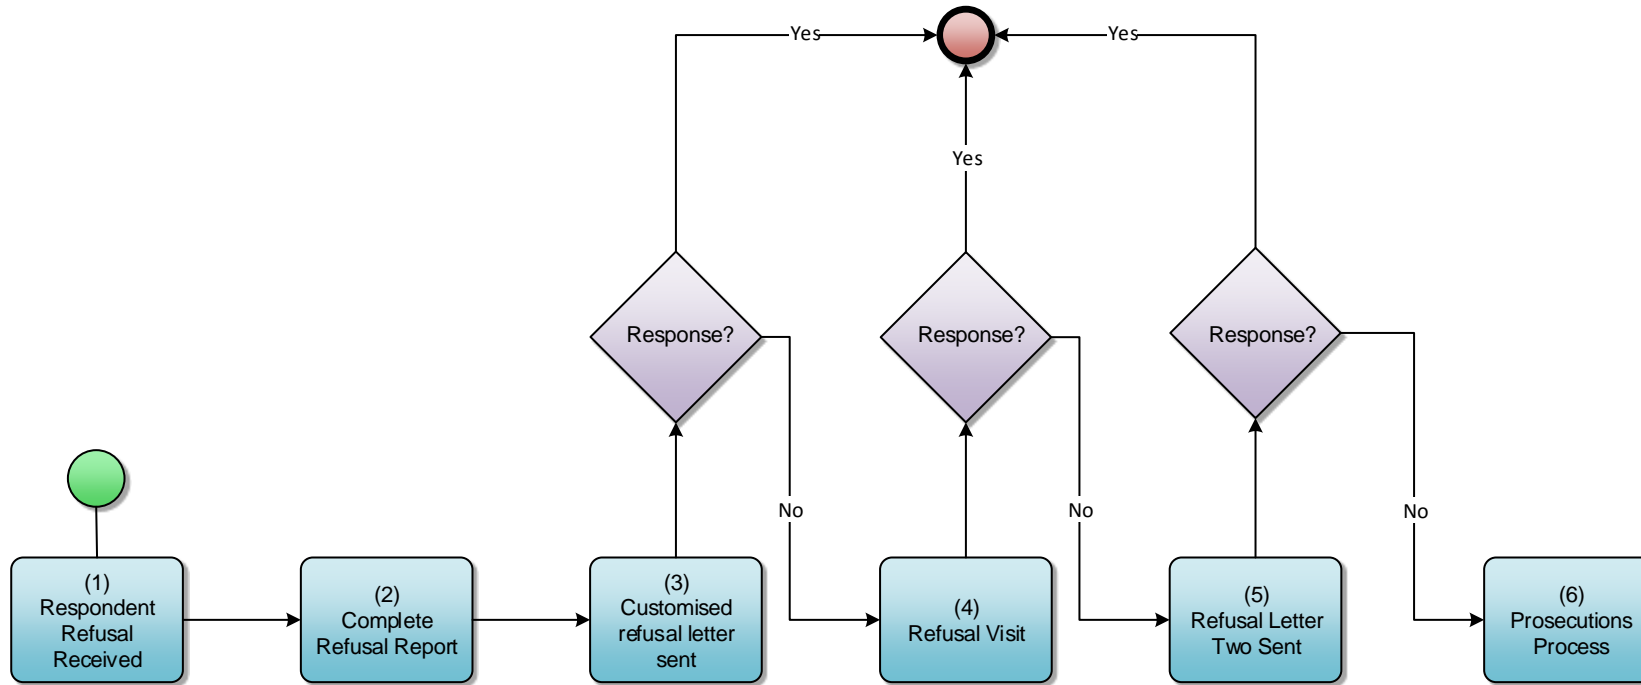 Yes
Yes
Yes
Response?
Response?
Response?
No
No
No
(1)
Respondent
Refusal
Received
(2)
Complete
Refusal Report
(3)
Customised
refusal letter
sent
(4)
Refusal Visit
(5)
Refusal Letter
Two Sent
(6)
Prosecutions
Process